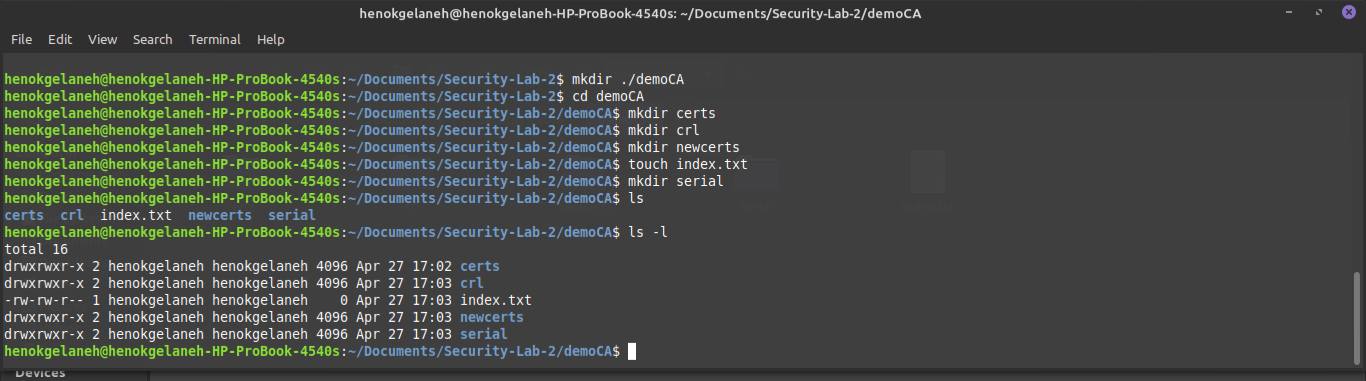 henokgelaneh@henokgelaneh-HP-ProBook-4540s: ~/Documents/Security-Lab-2/demoCA
File Edit View Search Terminal Help
henokgelaneh@henokgelaneh-HP-ProBook-4540s:~/Documents/Security-Lab-2$ mkdir ./demoCA
henokgelaneh@henokgelaneh-HP-ProBook-4540s:~/Documents/Security-Lab-2$ cd demoCA
henokgelaneh@henokgelaneh-HP-ProBook-4540s:~/Documents/Security-Lab-2/demoCA$ mkdir certs
henokgelaneh@henokgelaneh-HP-ProBook-4540s:~/Documents/Security-Lab-2/demoCA$ mkdir crl
henokgelaneh@henokgelaneh-HP-ProBook-4540s:~/Documents/Security-Lab-2/demoCA$ mkdir newcerts
henokgelaneh@henokgelaneh-HP-ProBook-4540s:~/Documents/Security-Lab-2/demoCA$ touch index.txt
henokgelaneh@henokgelaneh-HP-ProBook-4540s:~/Documents/Security-Lab-2/demoCA$ mkdir serial
henokgelaneh@henokgelaneh-HP-ProBook-4540s:~/Documents/Security-Lab-2/demoCA$ ls
certs  crl  index.txt  newcerts  serial
henokgelaneh@henokgelaneh-HP-ProBook-4540s:~/Documents/Security-Lab-2/demoCA$ ls -l
total 16
drwxrwxr-x 2 henokgelaneh henokgelaneh 4096 Apr 27 17:02 certs
drwxrwxr-x 2 henokgelaneh henokgelaneh 4096 Apr 27 17:03 crl
-rw-rw-r-- 1 henokgelaneh henokgelaneh    0 Apr 27 17:03 index.txt
drwxrwxr-x 2 henokgelaneh henokgelaneh 4096 Apr 27 17:03 newcerts
drwxrwxr-x 2 henokgelaneh henokgelaneh 4096 Apr 27 17:03 serial
henokgelaneh@henokgelaneh-HP-ProBook-4540s:~/Documents/Security-Lab-2/demoCA$
Devices